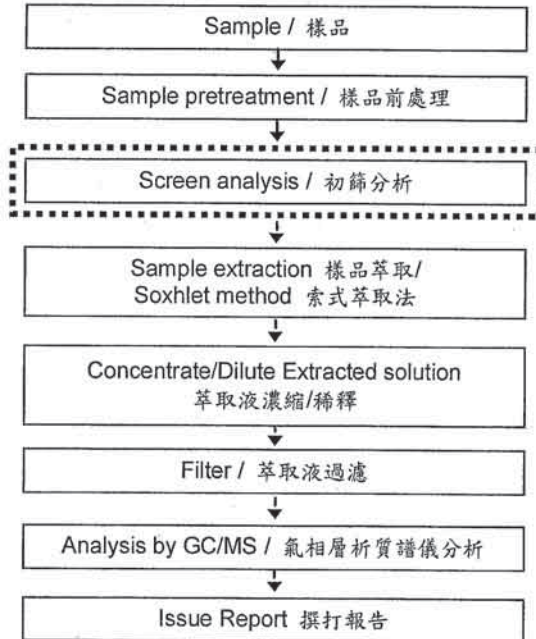 Sample / 樣品
Sample pretreatment / 樣品前處理
Screen analysis / 初篩分析
Sample extraction 樣品萃取/
Soxhlet method 索式萃取法
Concentrate/Dilute Extracted solution
萃取液濃縮/稀釋
Filter / 萃取液過濾
Analysis by GC/MS / 氣相層析質譜儀分析
Issue Report 撰打報告